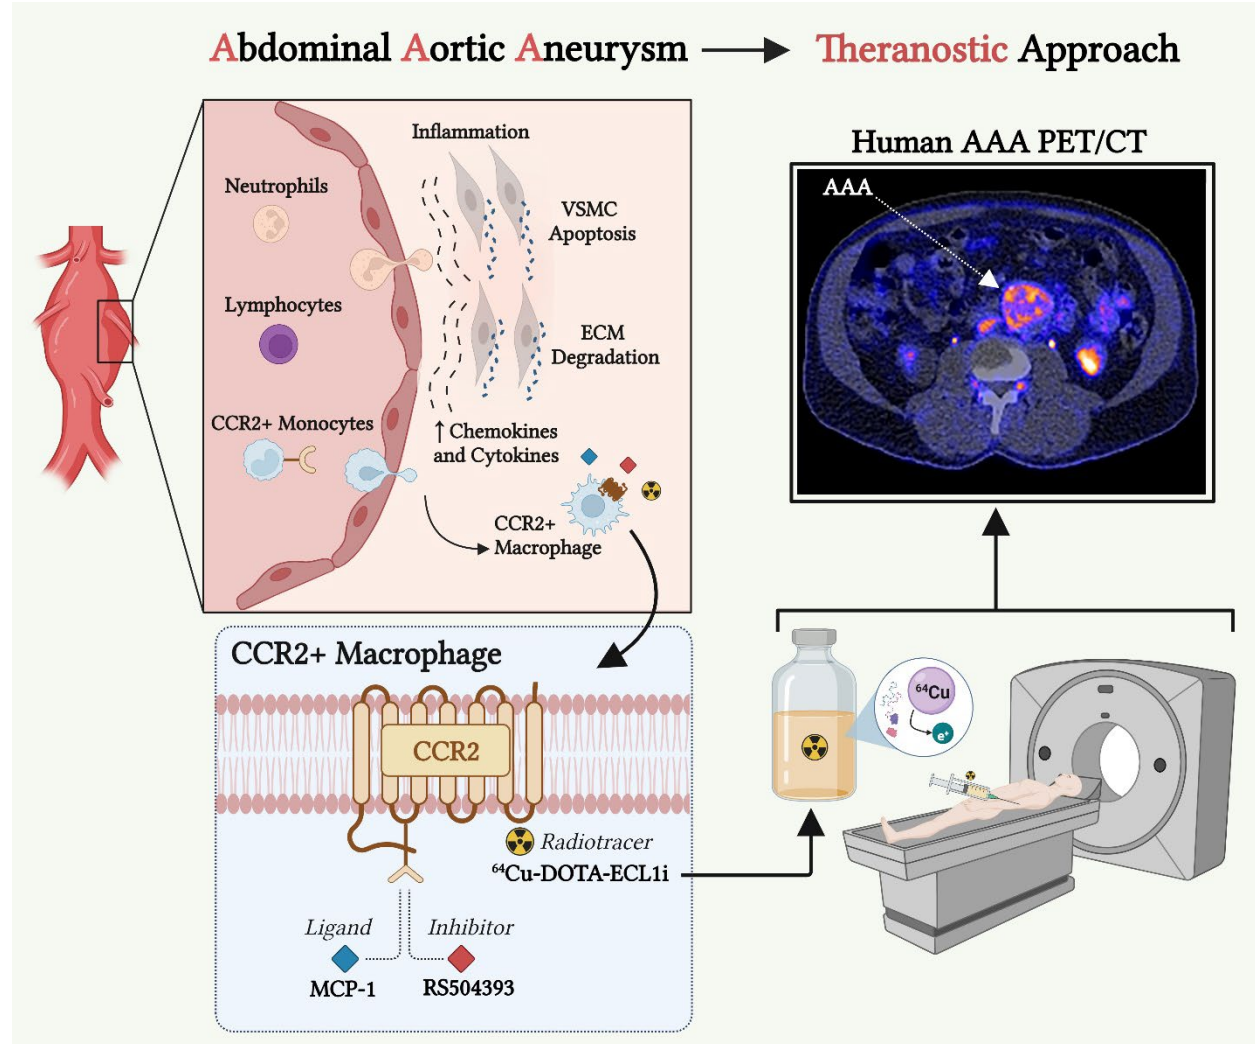 Abdominal Aortic Aneurysm
Theranostic Approach
Inflammation
Neutrophils
VSMC
Apoptosis
Lymphocytes
ECM
Degradation
CCR2+ Monocytes
↑ Chemokines
and Cytokines
CCR2+
Macrophage
Human AAA PET/CT
AAA
CCR2+ Macrophage
CCR2
Radiotracer
⁶⁴Cu-DOTA-ECL1i
Ligand
MCP-1
Inhibitor
RS504393
⁶⁴Cu
e⁺